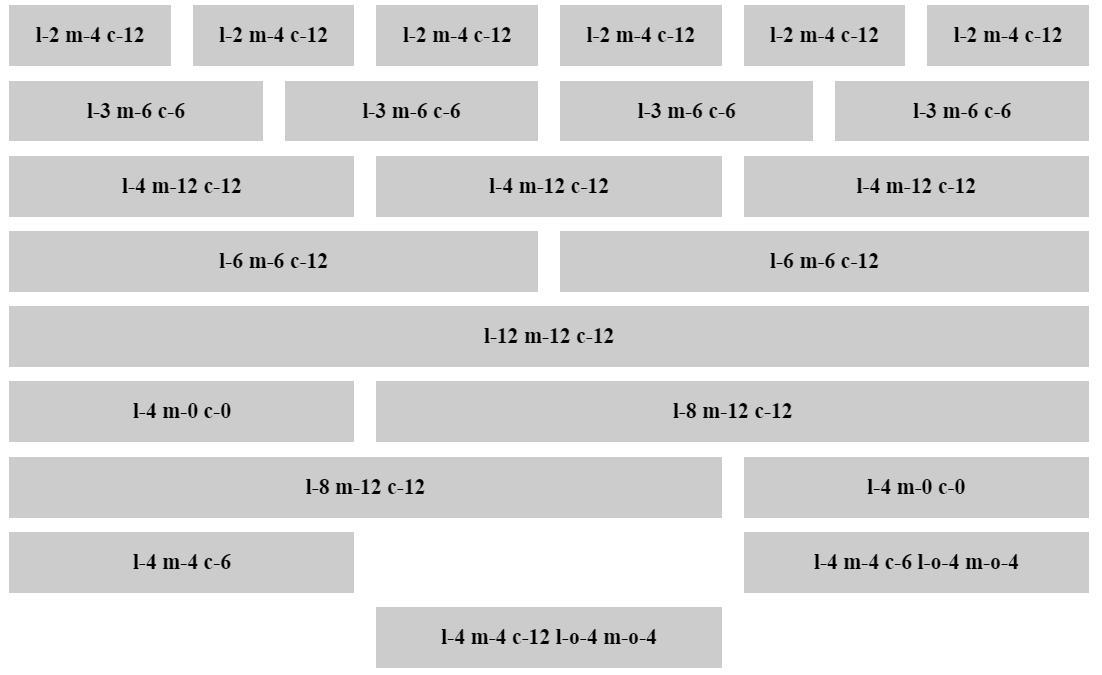 l-2 m-4 c-12 l-2 m-4 c-12 l-2 m-4 c-12 l-2 m-4 c-12 l-2 m-4 c-12 l-2 m-4 c-12
l-3 m-6 c-6 l-3 m-6 c-6 l-3 m-6 c-6 l-3 m-6 c-6
l-4 m-12 c-12 l-4 m-12 c-12 l-4 m-12 c-12
l-6 m-6 c-12 l-6 m-6 c-12
l-12 m-12 c-12
l-4 m-0 c-0 l-8 m-12 c-12
l-8 m-12 c-12 l-4 m-0 c-0
l-4 m-4 c-6 l-4 m-4 c-6 l-o-4 m-o-4
l-4 m-4 c-12 l-o-4 m-o-4